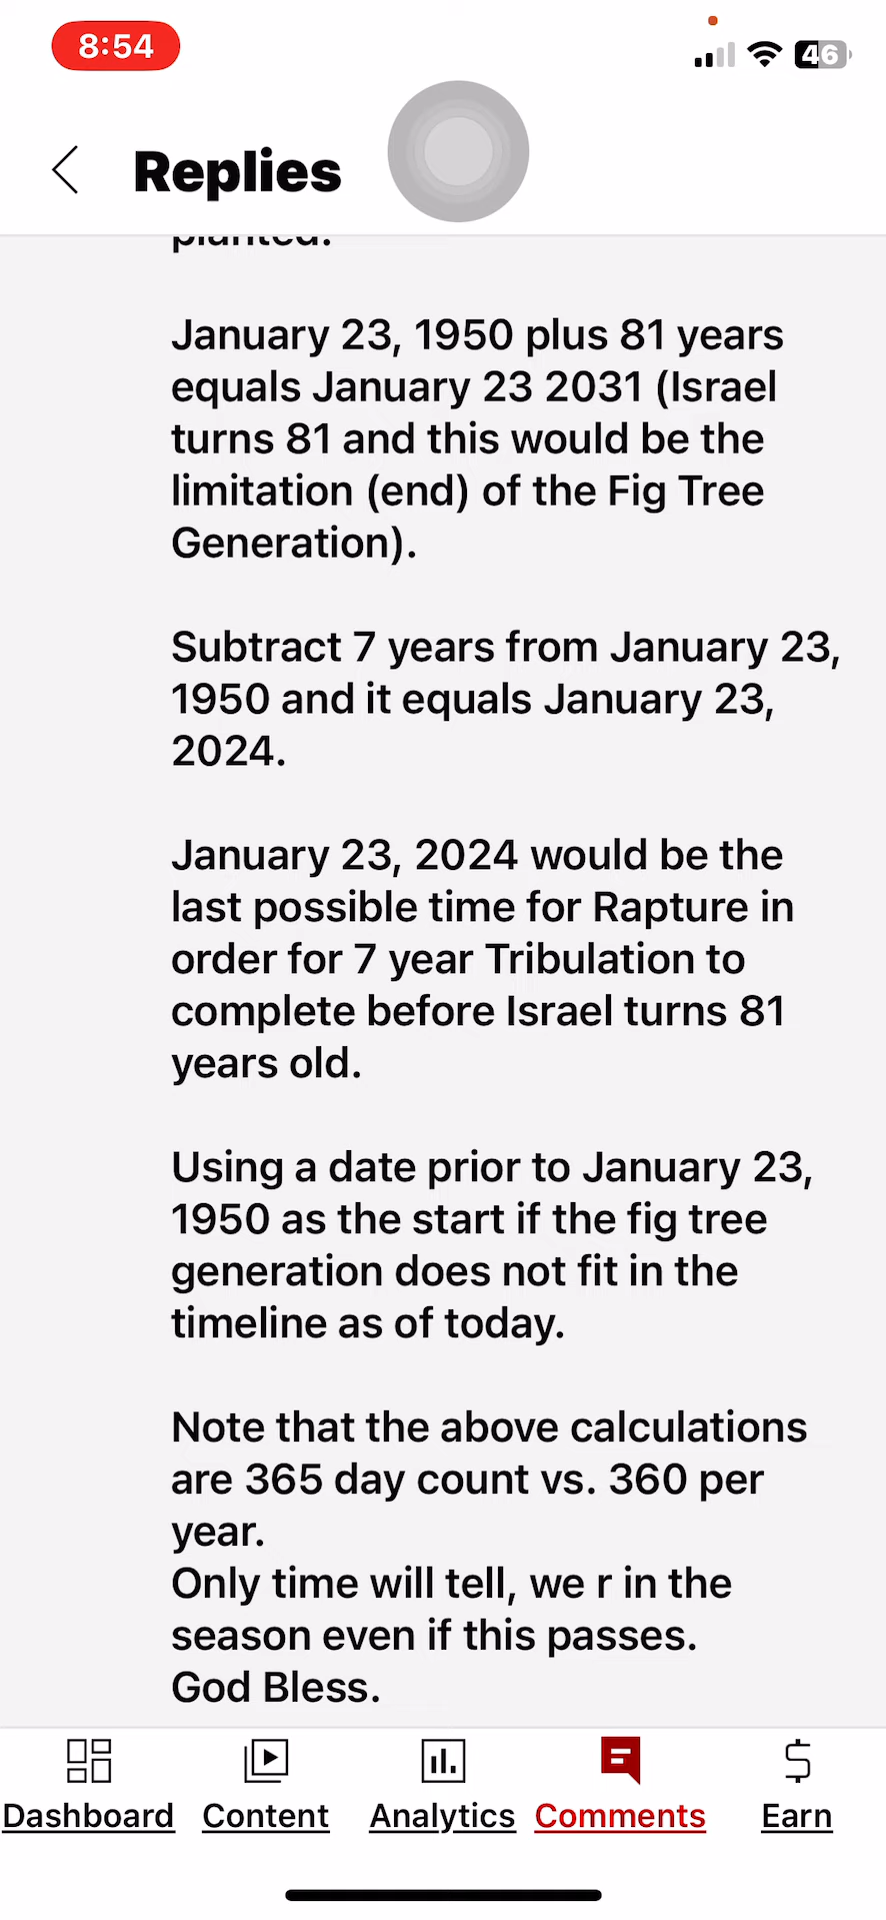 8:54
46
Replies
planted.
January 23, 1950 plus 81 years
equals January 23 2031 (Israel
turns 81 and this would be the
limitation (end) of the Fig Tree
Generation).
Subtract 7 years from January 23,
1950 and it equals January 23,
2024.
January 23, 2024 would be the
last possible time for Rapture in
order for 7 year Tribulation to
complete before Israel turns 81
years old.
Using a date prior to January 23,
1950 as the start if the fig tree
generation does not fit in the
timeline as of today.
Note that the above calculations
are 365 day count vs. 360 per
year.
Only time will tell, we r in the
season even if this passes.
God Bless.
Dashboard Content Analytics Comments Earn